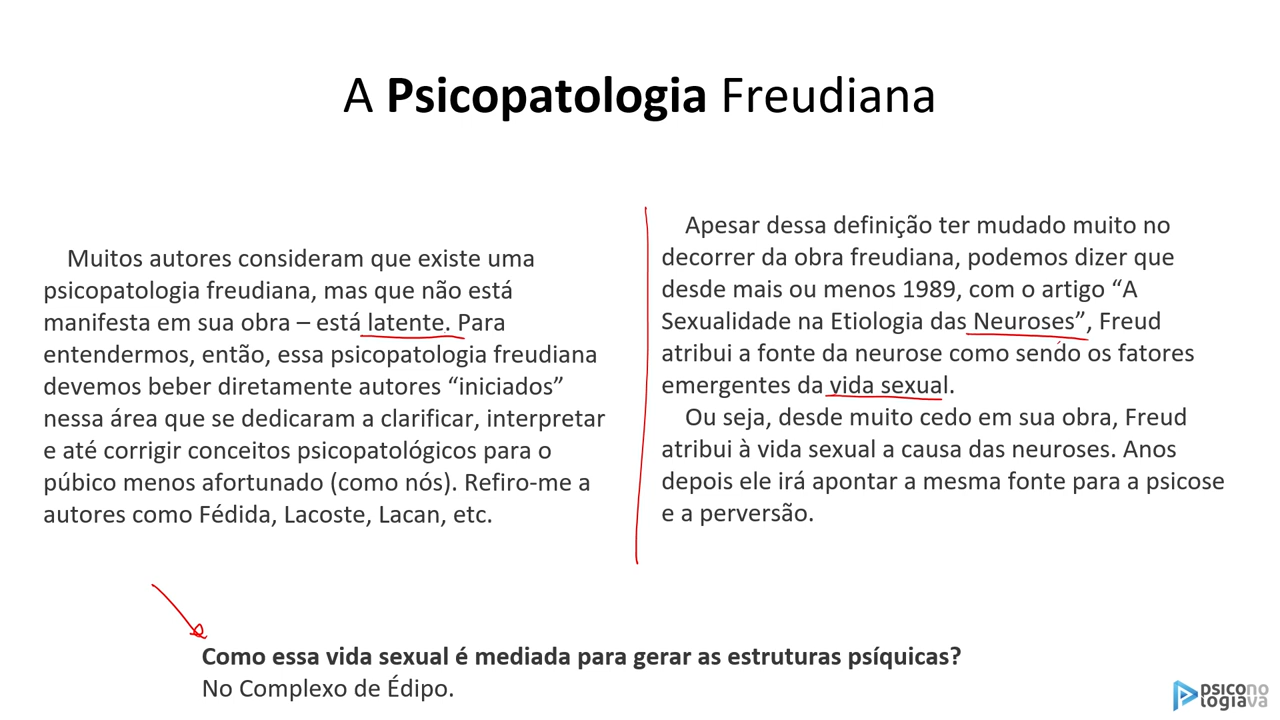 A Psicopatologia Freudiana
Muitos autores consideram que existe uma
psicopatologia freudiana, mas que não está
manifesta em sua obra – está latente. Para
entendermos, então, essa psicopatologia freudiana
devemos beber diretamente autores “iniciados”
nessa área que se dedicaram a clarificar, interpretar
e até corrigir conceitos psicopatológicos para o
púbico menos afortunado (como nós). Refiro-me a
autores como Fédida, Lacoste, Lacan, etc.
Apesar dessa definição ter mudado muito no
decorrer da obra freudiana, podemos dizer que
desde mais ou menos 1989, com o artigo “A
Sexualidade na Etiologia das Neuroses”, Freud
atribui a fonte da neurose como sendo os fatores
emergentes da vida sexual.
Ou seja, desde muito cedo em sua obra, Freud
atribui à vida sexual a causa das neuroses. Anos
depois ele irá apontar a mesma fonte para a psicose
e a perversão.
Como essa vida sexual é mediada para gerar as estruturas psíquicas?
No Complexo de Édipo.
psicono
logiava